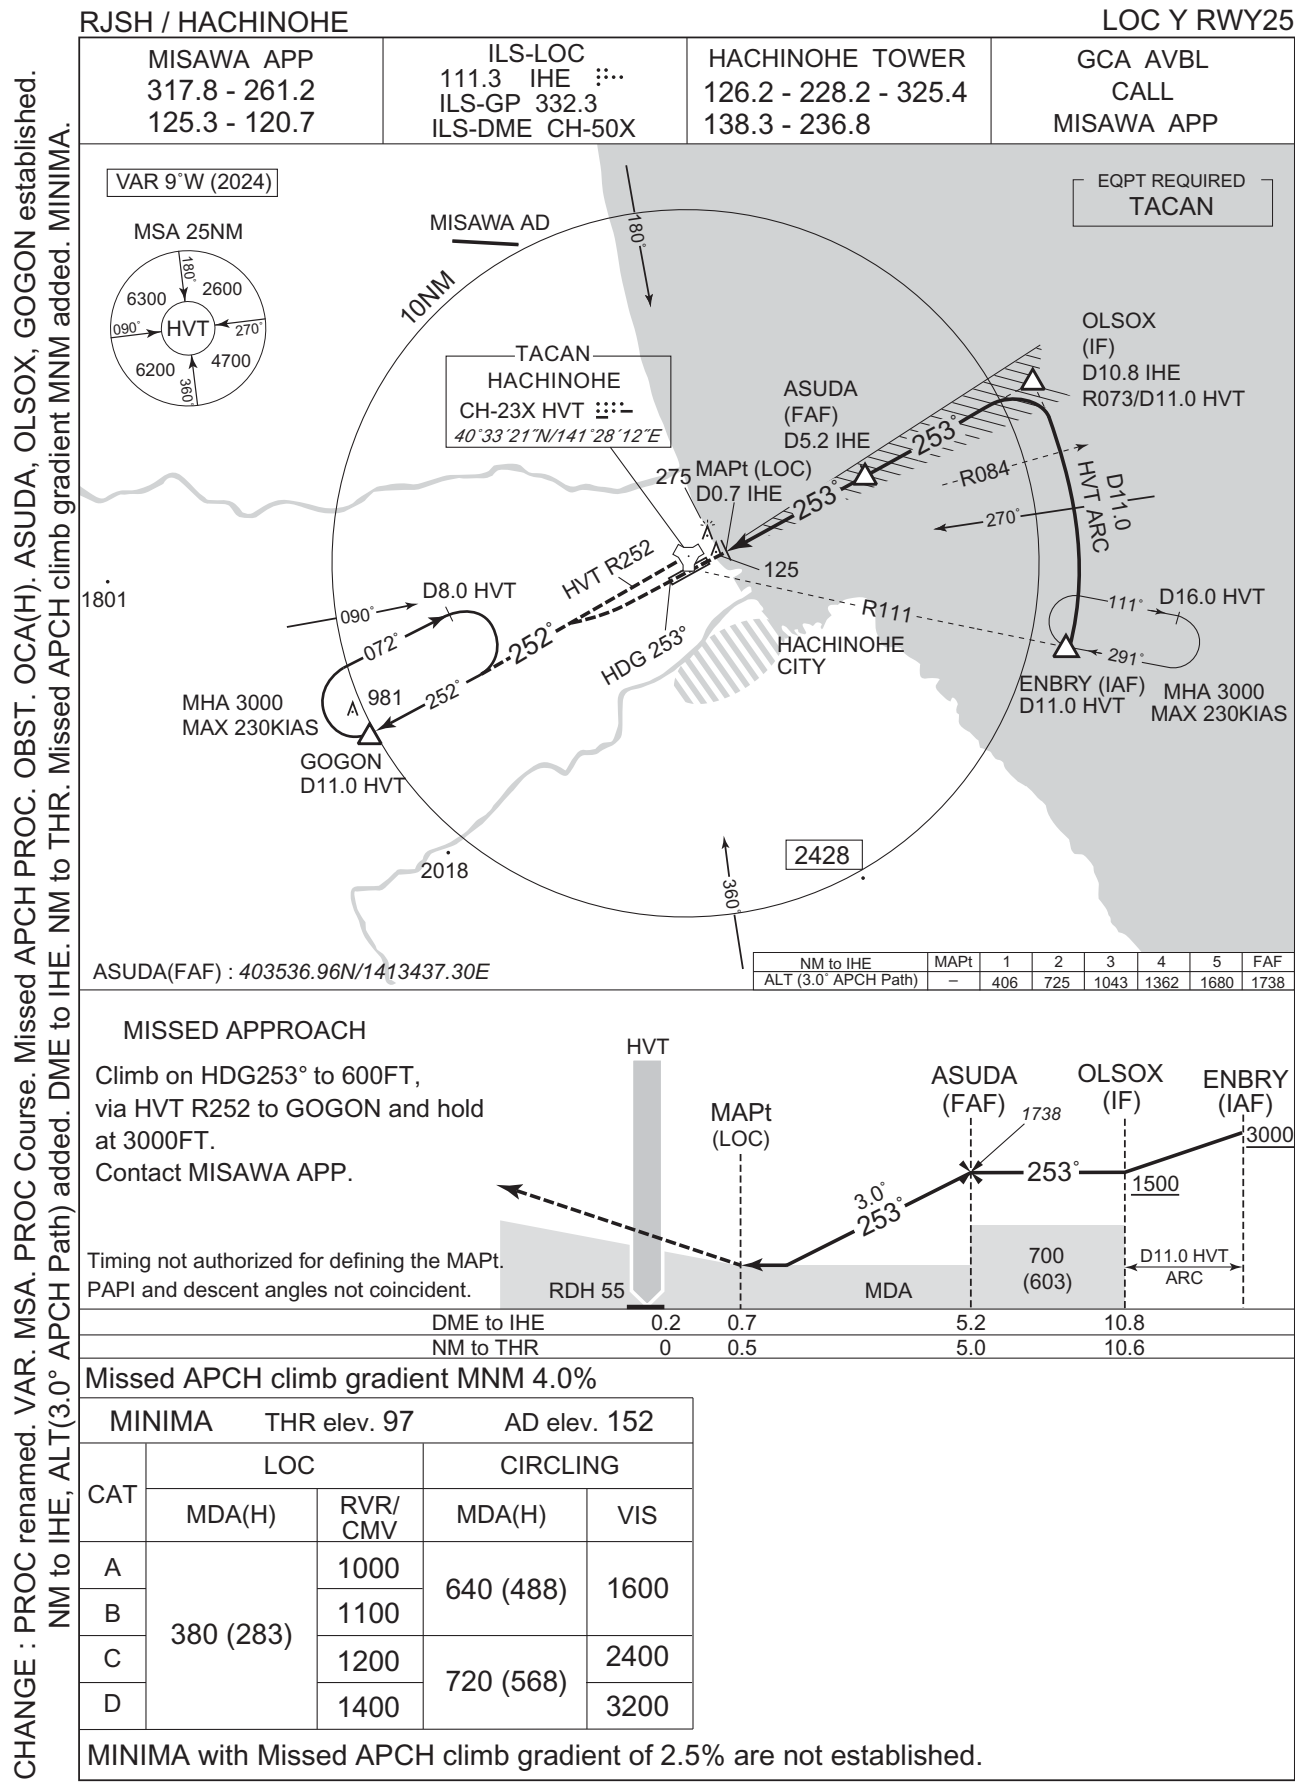 RJSH / HACHINOHE
LOC Y RWY25
MISAWA APP
317.8 - 261.2
125.3 - 120.7
ILS-LOC
111.3 IHE
ILS-GP 332.3
ILS-DME CH-50X
HACHINOHE TOWER
126.2 - 228.2 - 325.4
138.3 - 236.8
GCA AVBL
CALL
MISAWA APP
CHANGE : PROC renamed. VAR. MSA. PROC Course. Missed APCH PROC. OBST. OCA(H). ASUDA, OLSOX, GOGON established.
NM to IHE, ALT(3.0° APCH Path) added. DME to IHE. NM to THR. Missed APCH climb gradient MNM added. MINIMA.
VAR 9°W (2024)
MSA 25NM
180°
6300
2600
090°
HVT
270°
6200
4700
360°
MISAWA AD
10NM
180°
EQPT REQUIRED
TACAN
TACAN
HACHINOHE
CH-23X HVT
40°33´21˝N/141°28´12˝E
OLSOX
(IF)
D10.8 IHE
R073/D11.0 HVT
ASUDA
(FAF)
D5.2 IHE
253°
R084
D11.0
HVT ARC
275
MAPt (LOC)
D0.7 IHE
253°
270°
125
1801
HVT R252
D8.0 HVT
090°
072°
252°
HDG 253°
R111
111°
D16.0 HVT
291°
HACHINOHE
CITY
ENBRY (IAF)
D11.0 HVT
MHA 3000
MAX 230KIAS
MHA 3000
MAX 230KIAS
981
252°
GOGON
D11.0 HVT
2428
2018
360°
ASUDA(FAF) : 403536.96N/1413437.30E
NM to IHE MAPt 1 2 3 4 5 FAF
ALT (3.0° APCH Path) – 406 725 1043 1362 1680 1738
MISSED APPROACH
Climb on HDG253° to 600FT,
via HVT R252 to GOGON and hold
at 3000FT.
Contact MISAWA APP.
Timing not authorized for defining the MAPt.
PAPI and descent angles not coincident.
HVT
MAPt
(LOC)
ASUDA
(FAF)
1738
OLSOX
(IF)
ENBRY
(IAF)
3000
253°
1500
3.0°
253°
700
(603)
D11.0 HVT
ARC
RDH 55
MDA
DME to IHE 0.2 0.7 5.2 10.8
NM to THR 0 0.5 5.0 10.6
Missed APCH climb gradient MNM 4.0%
MINIMA THR elev. 97 AD elev. 152
CAT LOC CIRCLING
MDA(H) RVR/CMV MDA(H) VIS
A 380 (283) 1000 640 (488) 1600
B 1100
C 1200 720 (568) 2400
D 1400 3200
MINIMA with Missed APCH climb gradient of 2.5% are not established.